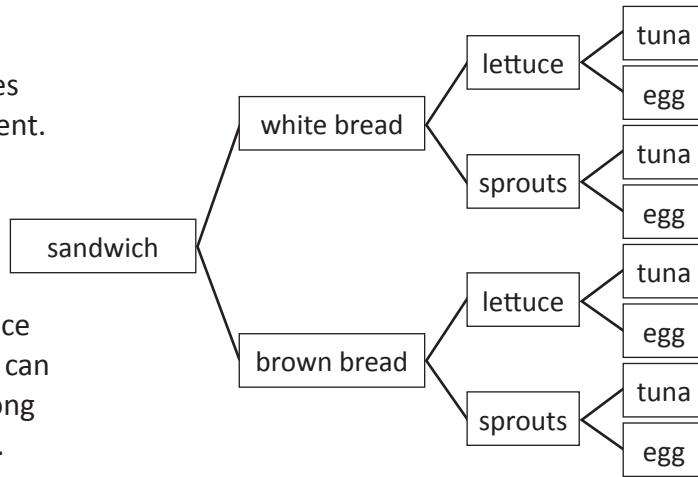 es
ent.
ce
can
ong
.
sandwich
white bread
brown bread
lettuce
sprouts
lettuce
sprouts
tuna
egg
tuna
egg
tuna
egg
tuna
egg